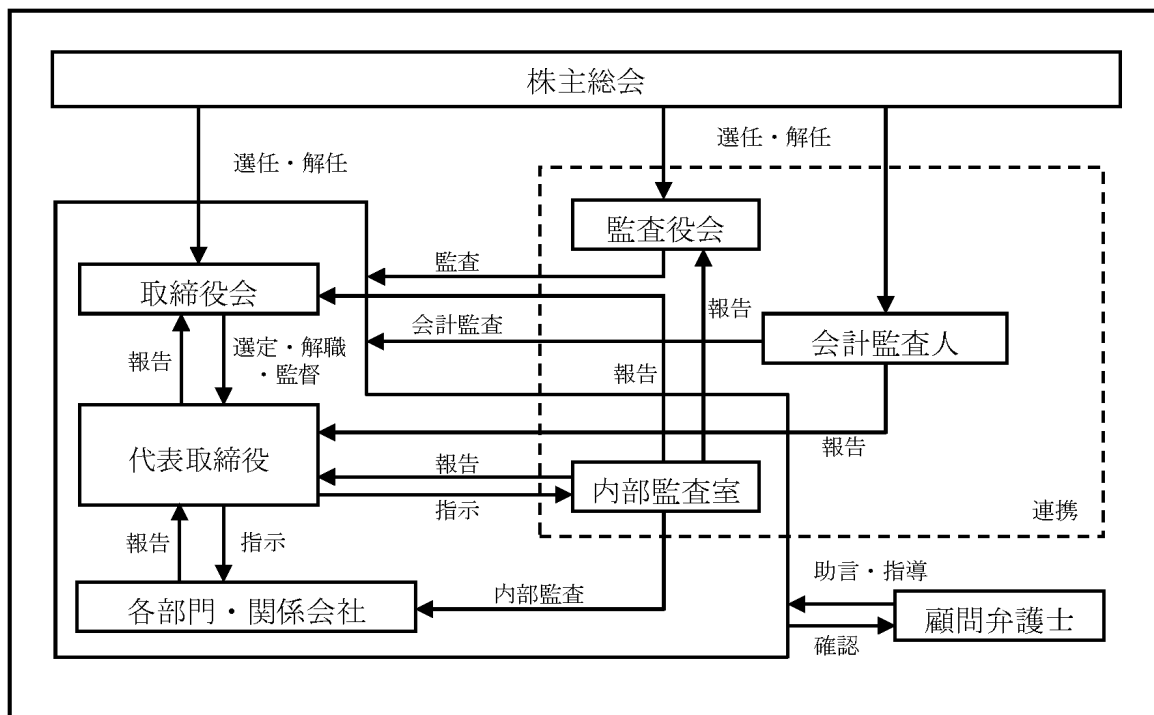 株主総会
選任・解任
選任・解任
監査役会
監査
取締役会
報告
会計監査
会計監査人
報告
選定・解職
・監督
報告
代表取締役
報告
報告
内部監査室
指示
連携
報告
指示
各部門・関係会社
内部監査
助言・指導
顧問弁護士
確認